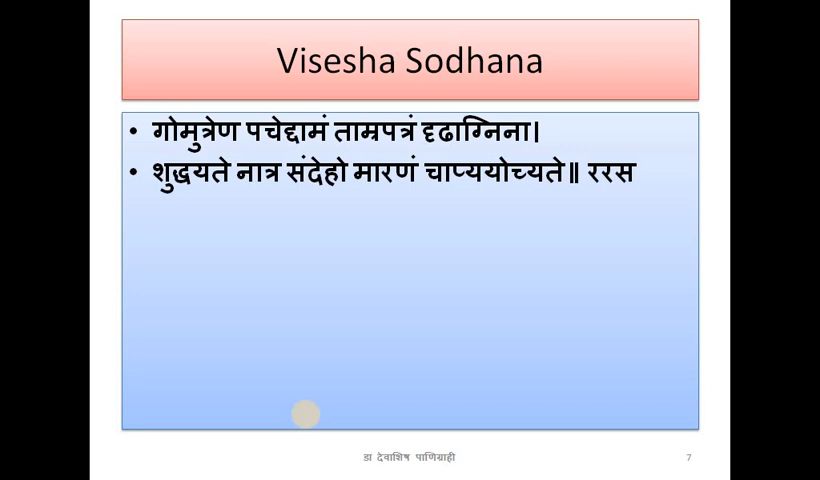 Visesha Sodhana
• गोमुत्रेण पचेद्दामं ताम्रपत्रं दृढाग्निना।
• शुद्धयते नात्र संदेहो मारणं चाप्ययोच्यते॥ ररस
डा देवाशिष पाणिग्राही
7